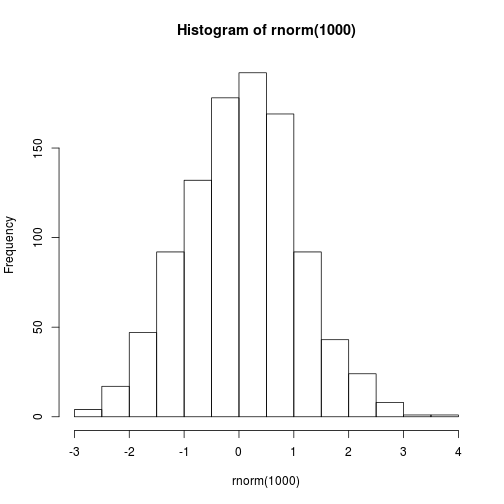 Histogram of rnorm(1000)
Frequency
150
100
50
0
-3 -2 -1 0 1 2 3 4
rnorm(1000)